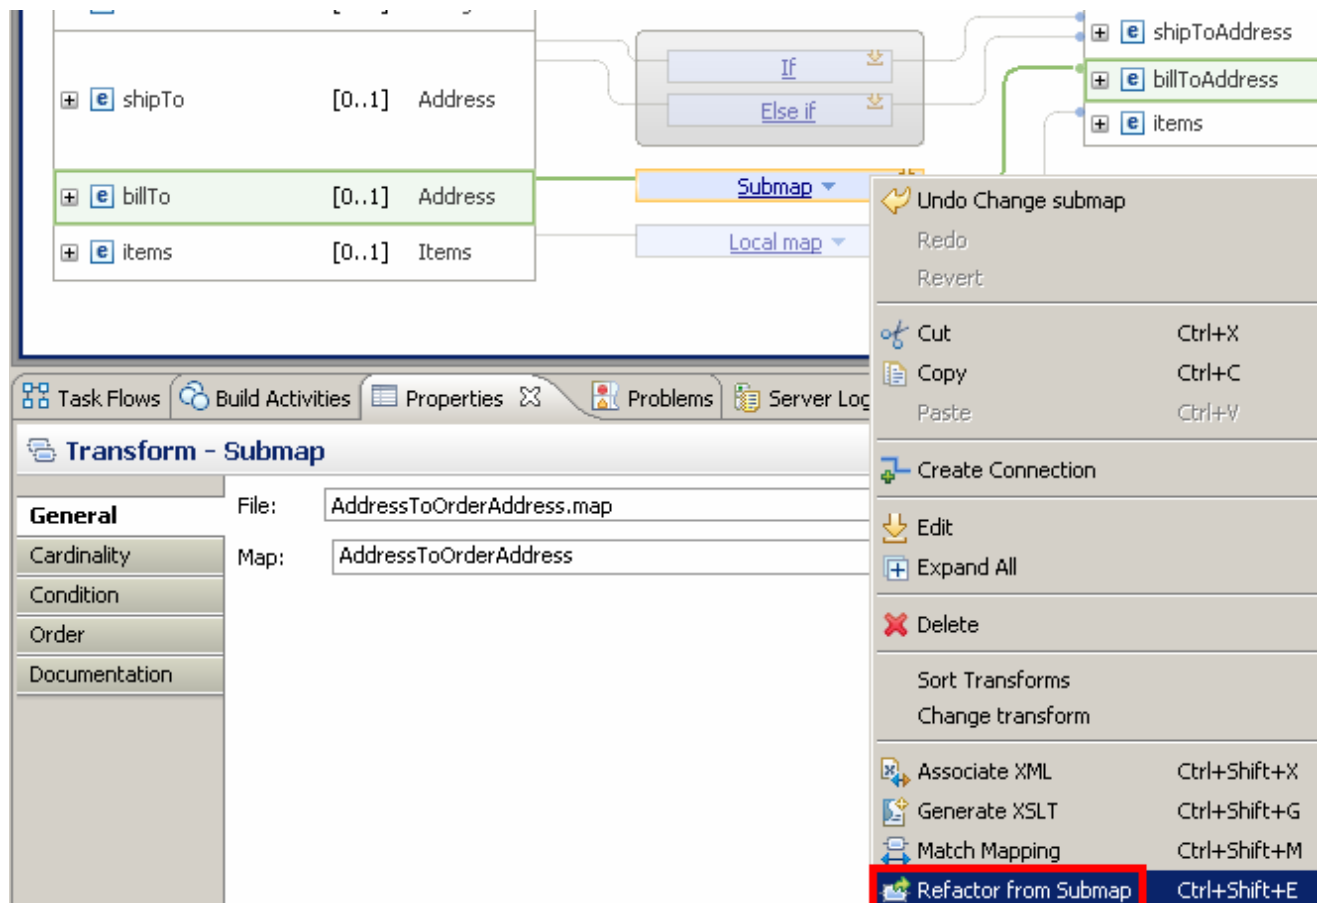 shipToAddress
If
billToAddress
shipTo [0..1] Address
Else if
items
billTo [0..1] Address
Submap
items [0..1] Items
Local map
Undo Change submap
Redo
Revert
Cut Ctrl+X
Copy Ctrl+C
Paste Ctrl+V
Create Connection
Edit
Expand All
Delete
Sort Transforms
Change transform
Associate XML Ctrl+Shift+X
Generate XSLT Ctrl+Shift+G
Match Mapping Ctrl+Shift+M
Refactor from Submap Ctrl+Shift+E
Task Flows Build Activities Properties Problems Server Log
Transform - Submap
General
Cardinality
Condition
Order
Documentation
File: AddressToOrderAddress.map
Map: AddressToOrderAddress